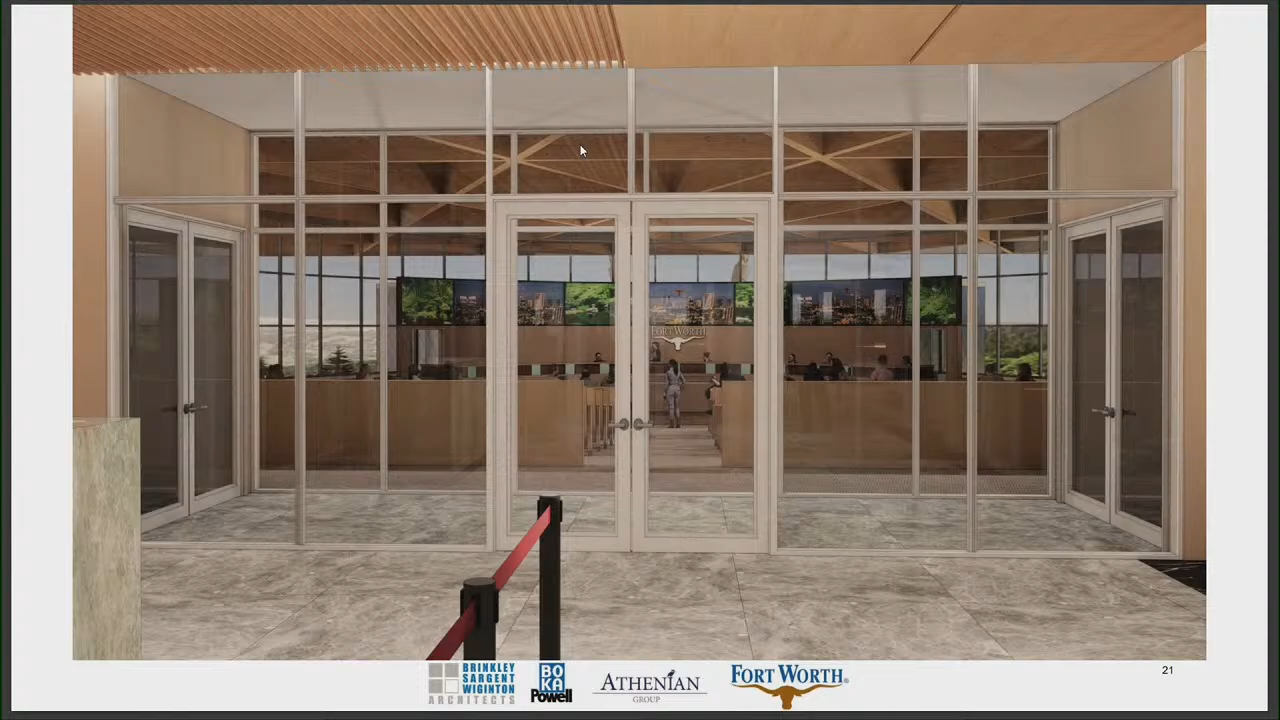 FORT WORTH
21
BRINKLEY
SARGENT
WIGINTON
ARCHITECTS
BO
KA
Powell
ATHENIAN
GROUP
FORT WORTH®